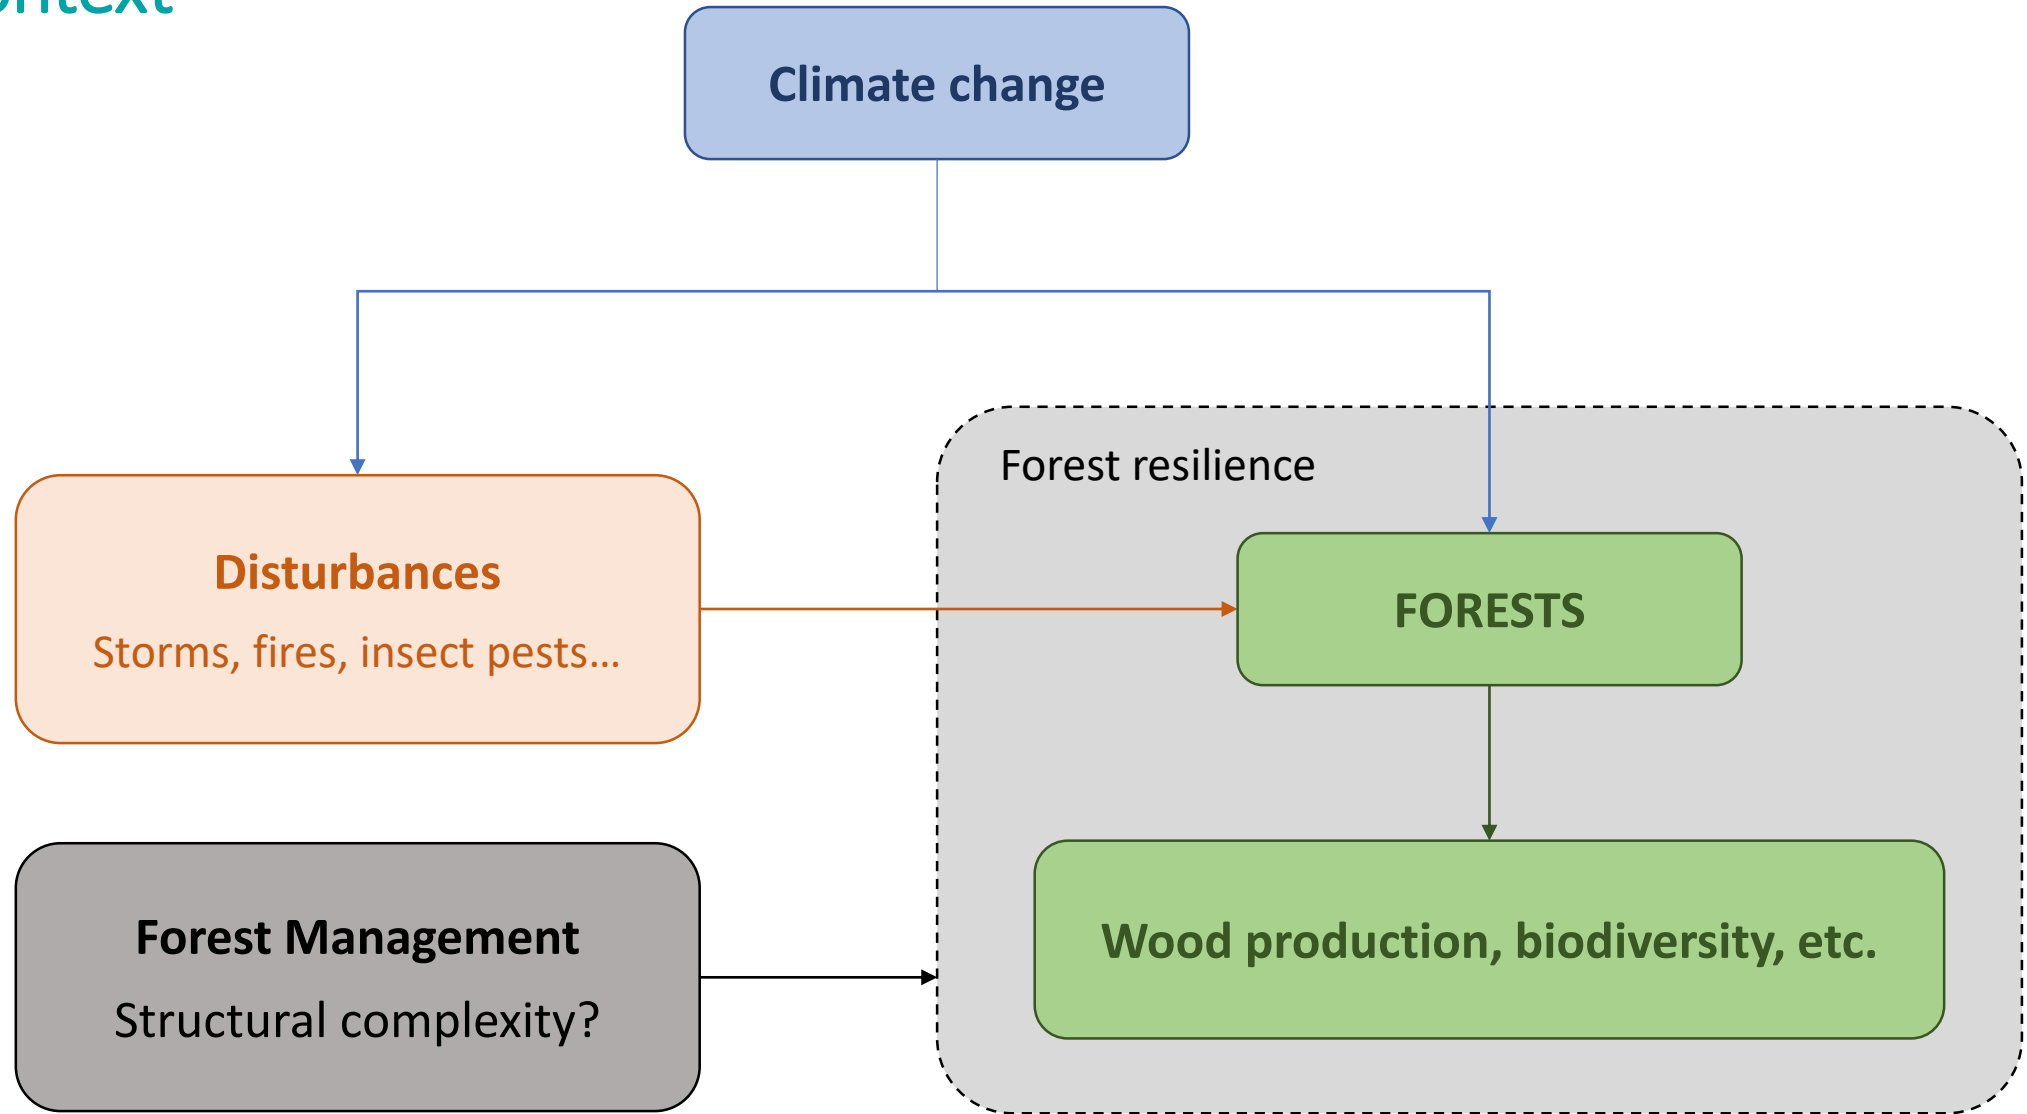 Climate change
Forest resilience
Disturbances
Storms, fires, insect pests...
FORESTS
Forest Management
Structural complexity?
Wood production, biodiversity, etc.